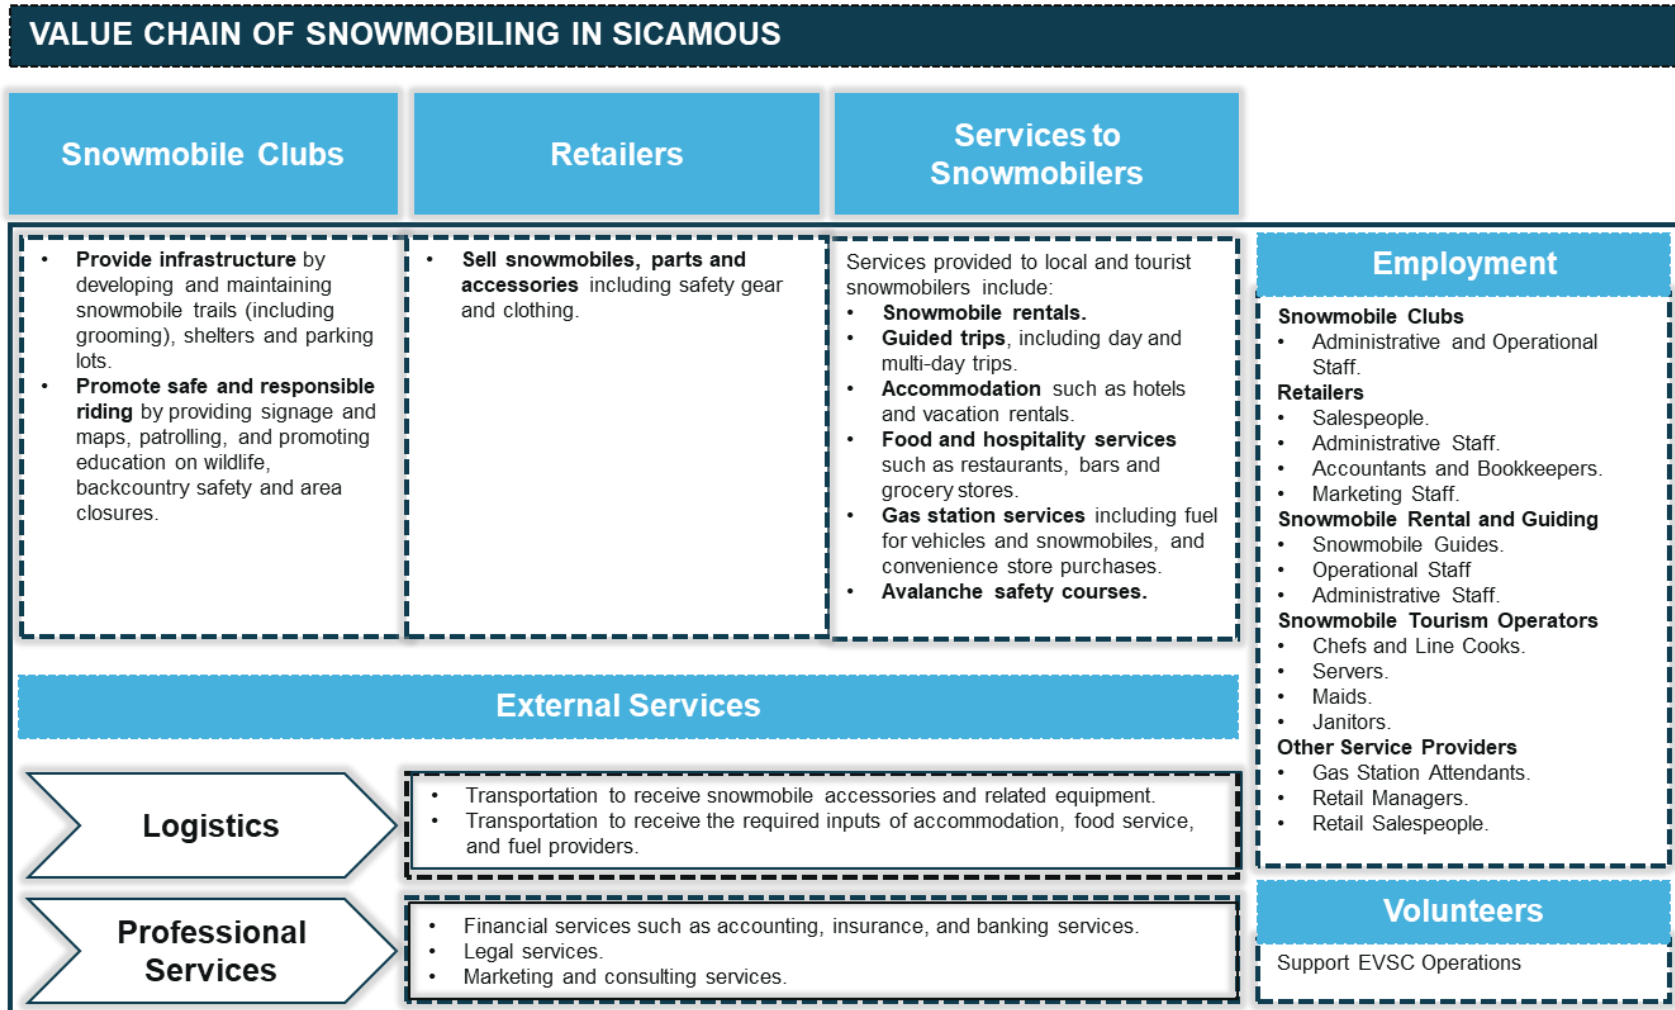 VALUE CHAIN OF SNOWMOBILING IN SICAMOUS
Snowmobile Clubs
• Provide infrastructure by
developing and maintaining
snowmobile trails (including
grooming), shelters and parking
lots.
• Promote safe and responsible
riding by providing signage and
maps, patrolling, and promoting
education on wildlife,
backcountry safety and area
closures.
Retailers
• Sell snowmobiles, parts and
accessories including safety gear
and clothing.
Services to
Snowmobilers
Services provided to local and tourist
snowmobilers include:
• Snowmobile rentals.
• Guided trips, including day and
multi-day trips.
• Accommodation such as hotels
and vacation rentals.
• Food and hospitality services
such as restaurants, bars and
grocery stores.
• Gas station services including fuel
for vehicles and snowmobiles, and
convenience store purchases.
• Avalanche safety courses.
Employment
Snowmobile Clubs
• Administrative and Operational
Staff.
Retailers
• Salespeople.
• Administrative Staff.
• Accountants and Bookkeepers.
• Marketing Staff.
Snowmobile Rental and Guiding
• Snowmobile Guides.
• Operational Staff
• Administrative Staff.
Snowmobile Tourism Operators
• Chefs and Line Cooks.
• Servers.
• Maids.
• Janitors.
Other Service Providers
• Gas Station Attendants.
• Retail Managers.
• Retail Salespeople.
External Services
Logistics
• Transportation to receive snowmobile accessories and related equipment.
• Transportation to receive the required inputs of accommodation, food service,
and fuel providers.
Professional
Services
• Financial services such as accounting, insurance, and banking services.
• Legal services.
• Marketing and consulting services.
Volunteers
Support EVSC Operations